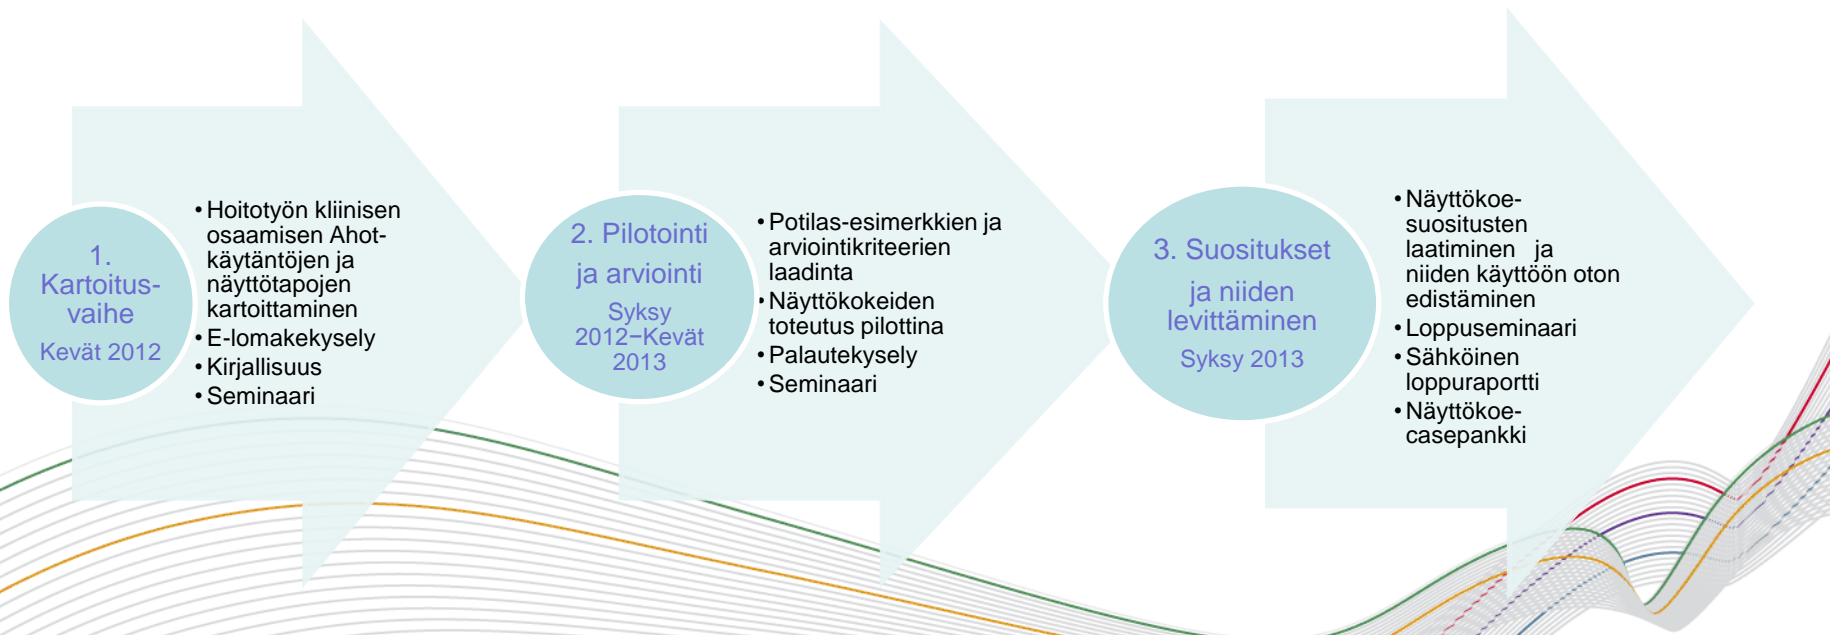 1.
Kartoitus-
vaihe
Kevät 2012
• Hoitotyön kliinisen
osaamisen Ahot-
käytäntöjen ja
näyttötapojen
kartoittaminen
• E-lomakekysely
• Kirjallisuus
• Seminaari
2. Pilotointi
ja arviointi
Syksy
2012–Kevät
2013
• Potilas-esimerkkien ja
arviointikriteerien
laadinta
• Näyttökokeiden
toteutus pilottina
• Palautekysely
• Seminaari
3. Suositukset
ja niiden
levittäminen
Syksy 2013
• Näyttökoe-
suositusten
laatiminen ja
niiden käyttöön oton
edistäminen
• Loppuseminaari
• Sähköinen
loppuraportti
• Näyttökoe-
casepankki